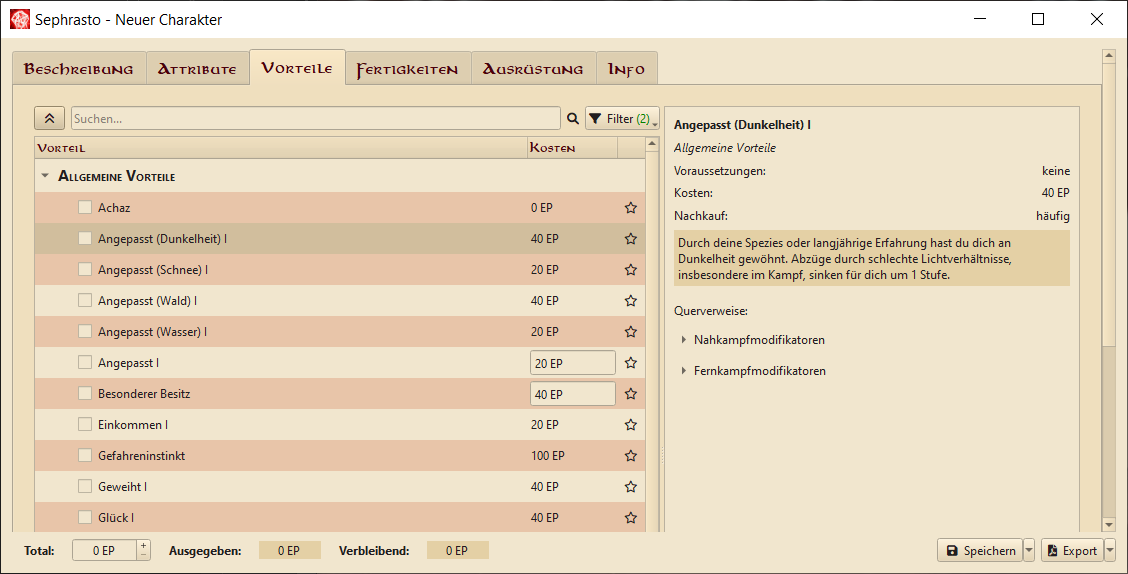 Sephrasto - Neuer Charakter
Beschreibung Attribute Vorteile Fertigkeiten Ausrüstung Info
Suchen... Filter (2)
Vorteil Kosten
Allgemeine Vorteile
Achaz 0 EP
Angepasst (Dunkelheit) I 40 EP
Angepasst (Schnee) I 20 EP
Angepasst (Wald) I 40 EP
Angepasst (Wasser) I 20 EP
Angepasst I 20 EP
Besonderer Besitz 40 EP
Einkommen I 20 EP
Gefahreninstinkt 100 EP
Geweiht I 40 EP
Glück I 40 EP
Angepasst (Dunkelheit) I
Allgemeine Vorteile
Voraussetzungen: keine
Kosten: 40 EP
Nachkauf: häufig
Durch deine Spezies oder langjährige Erfahrung hast du dich an
Dunkelheit gewöhnt. Abzüge durch schlechte Lichtverhältnisse,
insbesondere im Kampf, sinken für dich um 1 Stufe.
Querverweise:
Nahkampfmodifikatoren
Fernkampfmodifikatoren
Total: 0 EP + - Ausgegeben: 0 EP Verbleibend: 0 EP Speichern Export